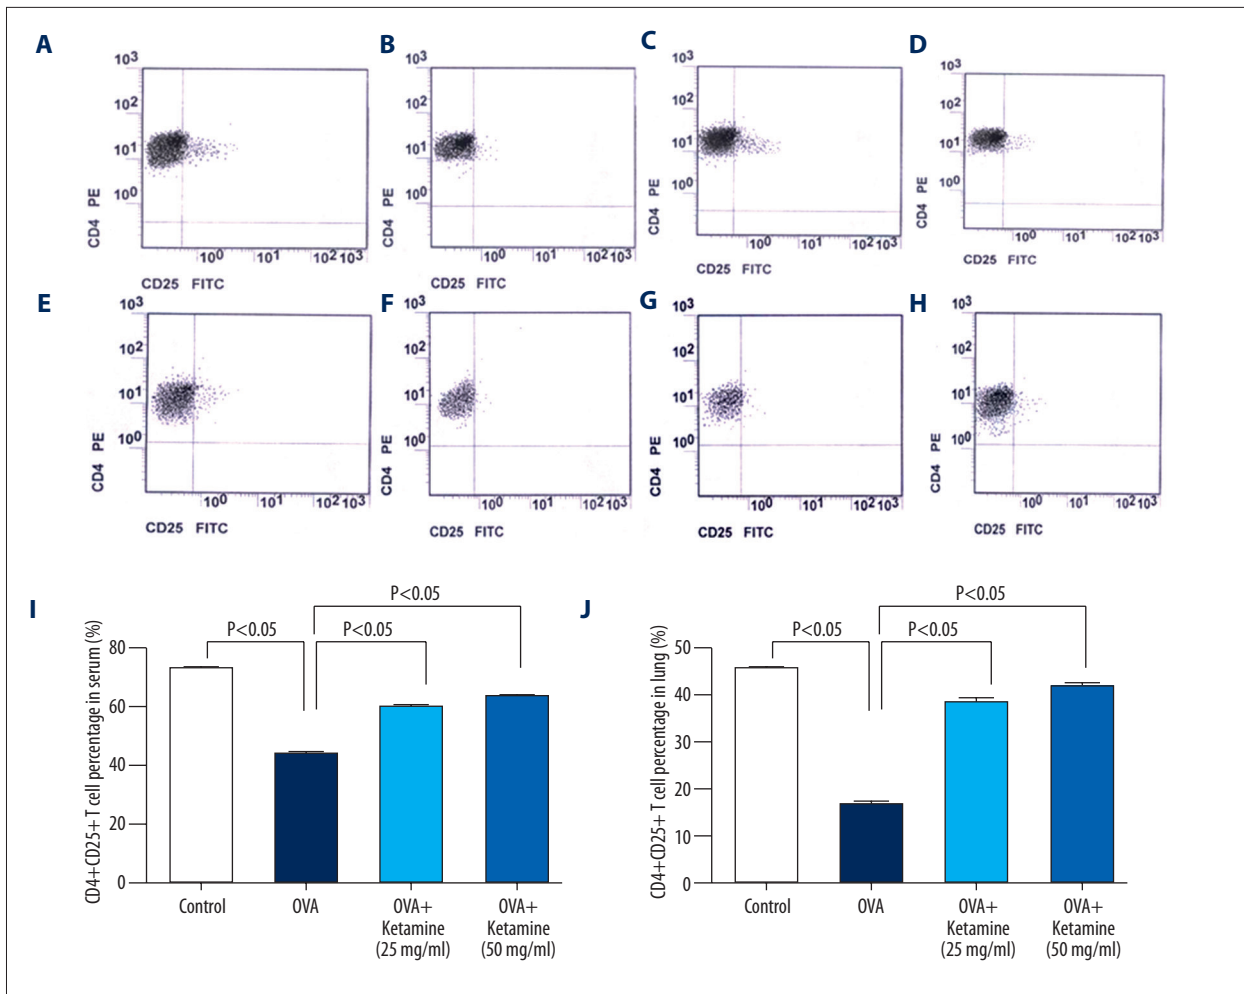 A
B
C
D
10³
10²
10¹
10⁰
CD4 PE
10⁰
10¹
10² 10³
CD25 FITC
10³
10²
10¹
10⁰
CD4 PE
10⁰
10¹
10² 10³
CD25 FITC
10³
10²
10¹
10⁰
CD4 PE
10⁰
10¹
10² 10³
CD25 FITC
10³
10²
10¹
10⁰
CD4 PE
10⁰
10¹
10² 10³
CD25 FITC
E
F
G
H
10³
10²
10¹
10⁰
CD4 PE
10⁰
10¹
10² 10³
CD25 FITC
10³
10²
10¹
10⁰
CD4 PE
10⁰
10¹
10² 10³
CD25 FITC
10³
10²
10¹
10⁰
CD4 PE
10⁰
10¹
10² 10³
CD25 FITC
10³
10²
10¹
10⁰
CD4 PE
10⁰
10¹
10² 10³
CD25 FITC
I
P<0.05
P<0.05
P<0.05
CD4+CD25+ T cell percentage in serum (%)
80
60
40
20
0
Control
OVA
OVA+
Ketamine
(25 mg/ml)
OVA+
Ketamine
(50 mg/ml)
J
P<0.05
P<0.05
P<0.05
CD4+CD25+ T cell percentage in lung (%)
50
40
30
20
10
0
Control
OVA
OVA+
Ketamine
(25 mg/ml)
OVA+
Ketamine
(50 mg/ml)